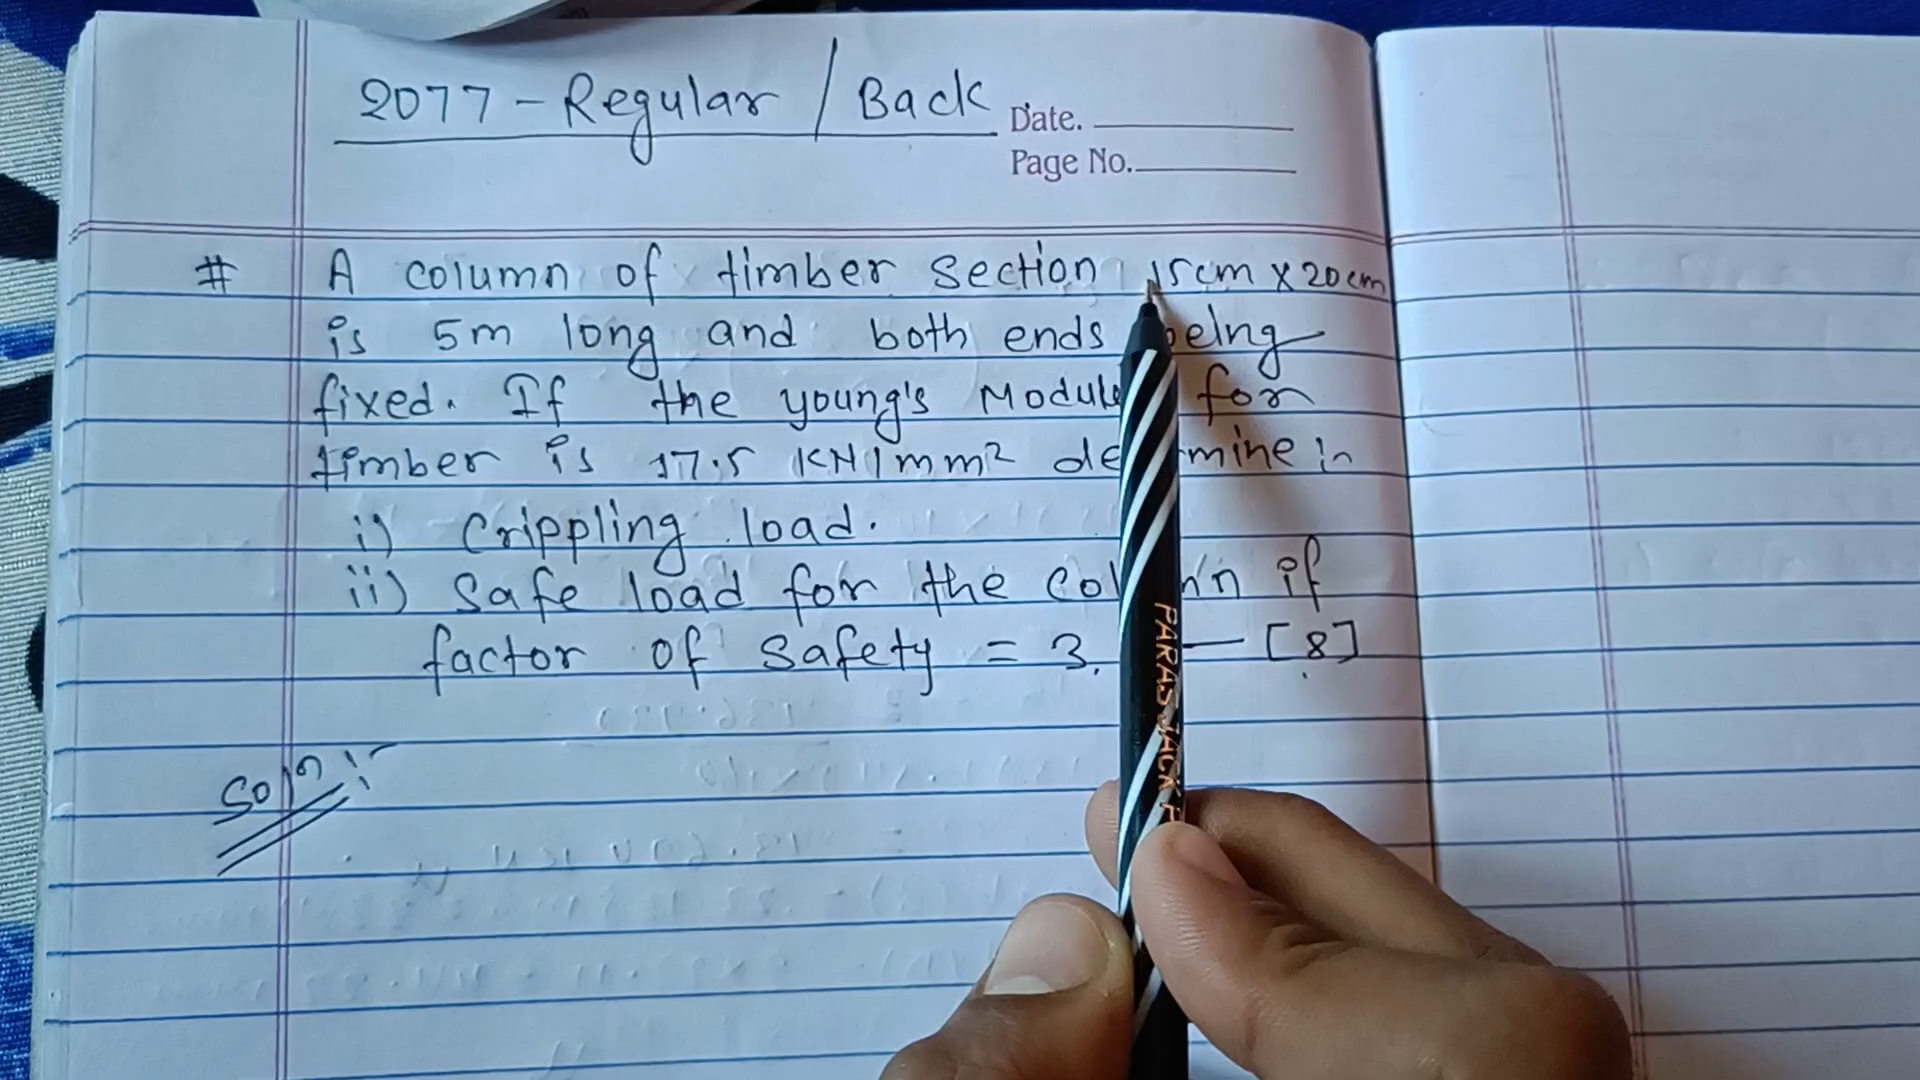 2077 - Regular / Back
Date.
Page No.
# A column of timber section 15cm x 20cm
is 5m long and both ends being
fixed. If the young's Module for
timber is 17.5 KN/mm² de mine in
i) Crippling load.
ii) Safe load for the Col n if
factor of Safety = 3. — [8]
Soln :-
PARAS JACK